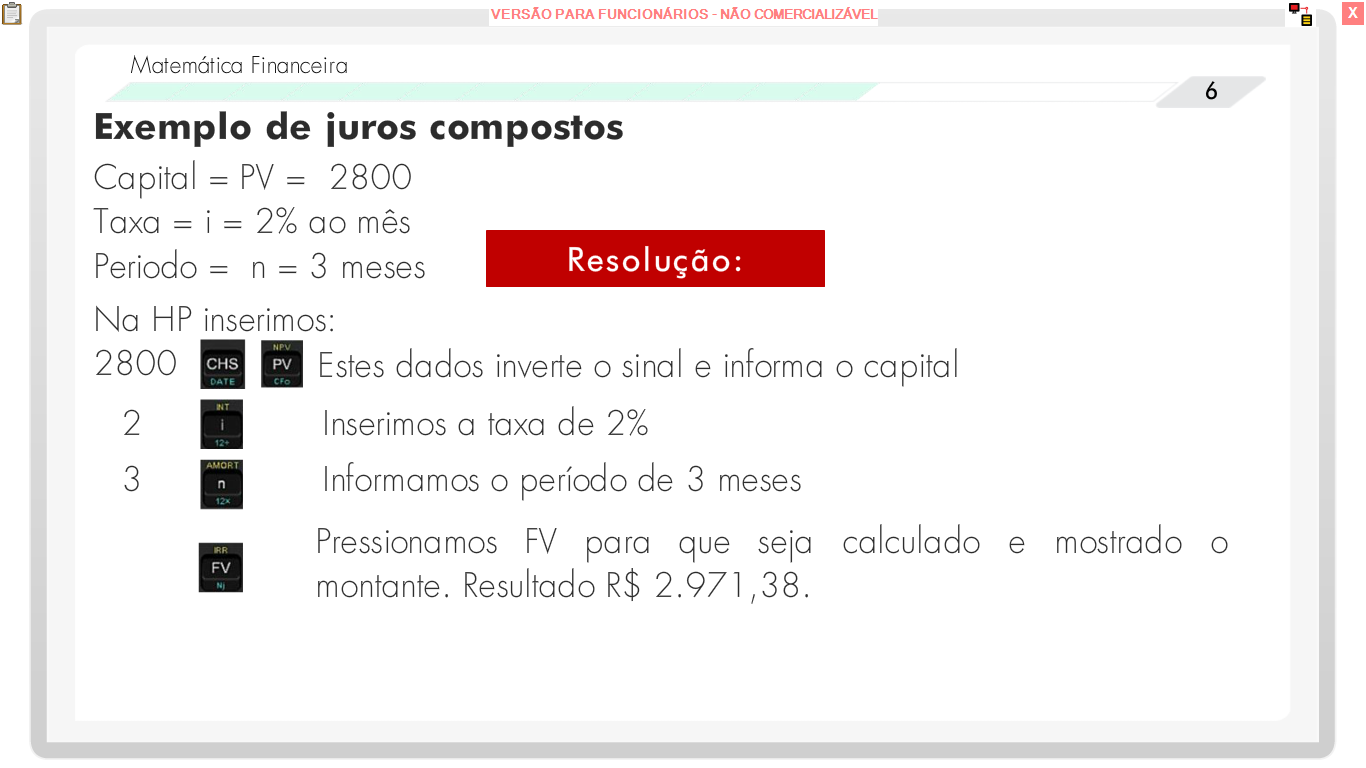 VERSÃO PARA FUNCIONÁRIOS - NÃO COMERCIALIZÁVEL
X
Matemática Financeira
6
Exemplo de juros compostos
Capital = PV = 2800
Taxa = i = 2% ao mês
Periodo = n = 3 meses
Resolução:
Na HP inserimos:
2800 CHS DATE NPV PV CFo Estes dados inverte o sinal e informa o capital
2 INT i 12÷ Inserimos a taxa de 2%
3 AMORT n 12× Informamos o período de 3 meses
IRR FV Nj Pressionamos FV para que seja calculado e mostrado o
montante. Resultado R$ 2.971,38.